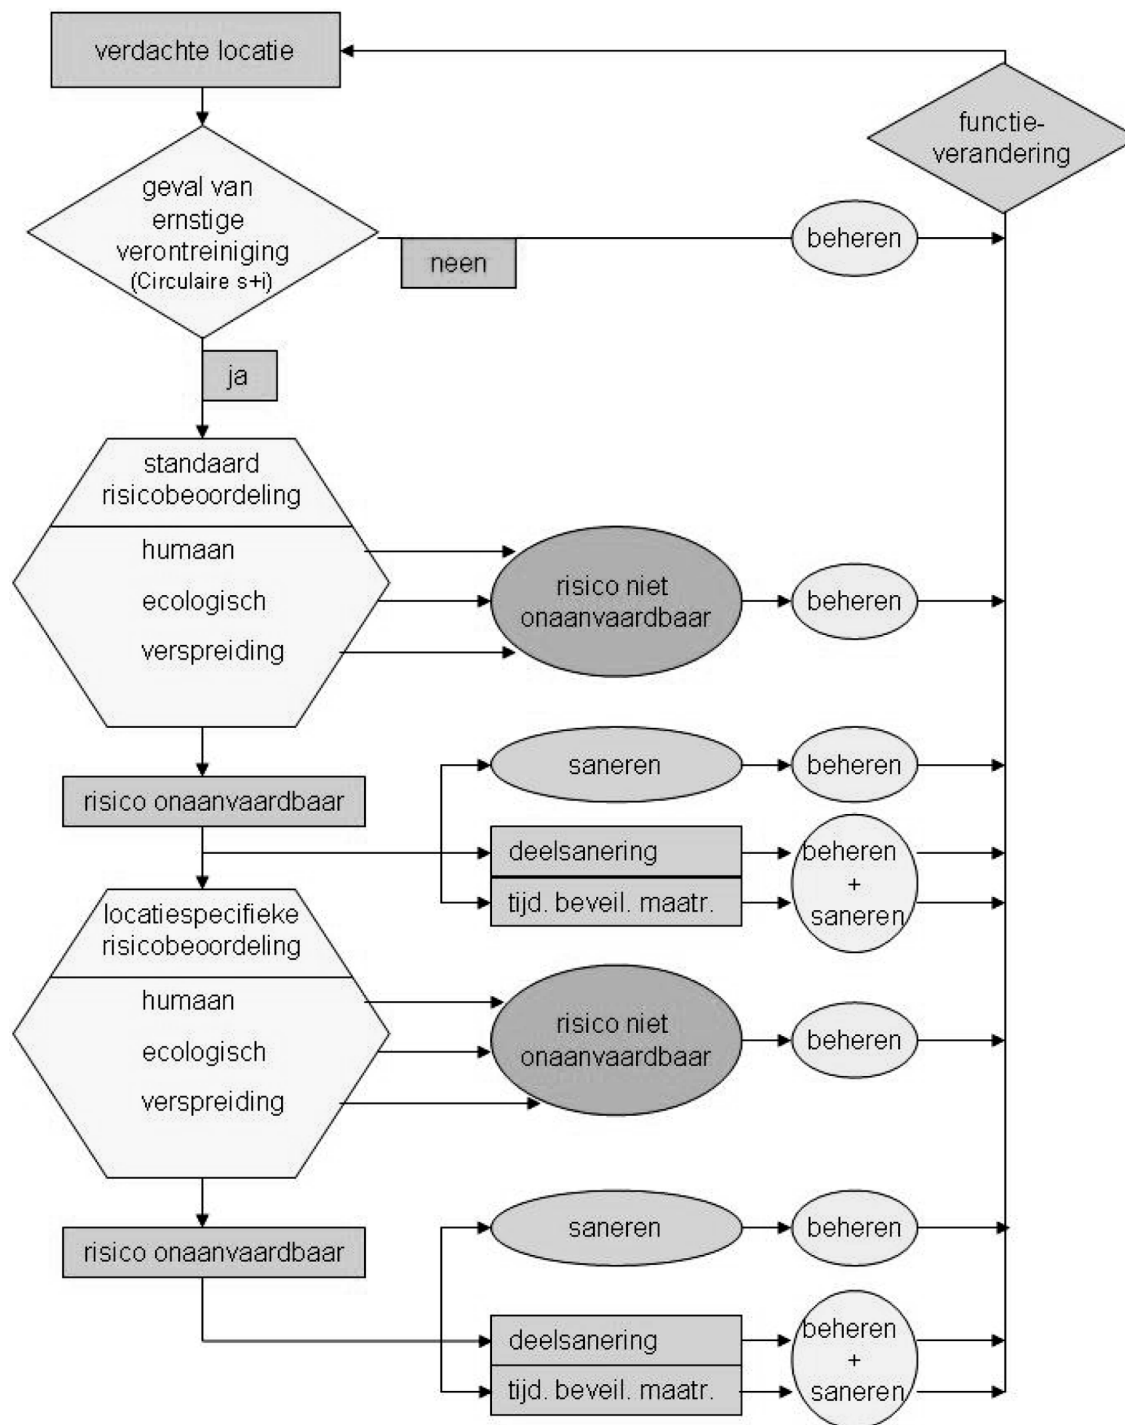 verdachte locatie
functie-
verandering
geval van
ernstige
verontreiniging
(Circulaire s+i)
neen
beheren
ja
standaard
risicobeoordeling
humaan
ecologisch
verspreiding
risico niet
onaanvaardbaar
beheren
risico onaanvaardbaar
saneren
beheren
deelsanering
tijd. beveil. maatr.
beheren
+
saneren
locatiespecifieke
risicobeoordeling
humaan
ecologisch
verspreiding
risico niet
onaanvaardbaar
beheren
risico onaanvaardbaar
saneren
beheren
deelsanering
tijd. beveil. maatr.
beheren
+
saneren